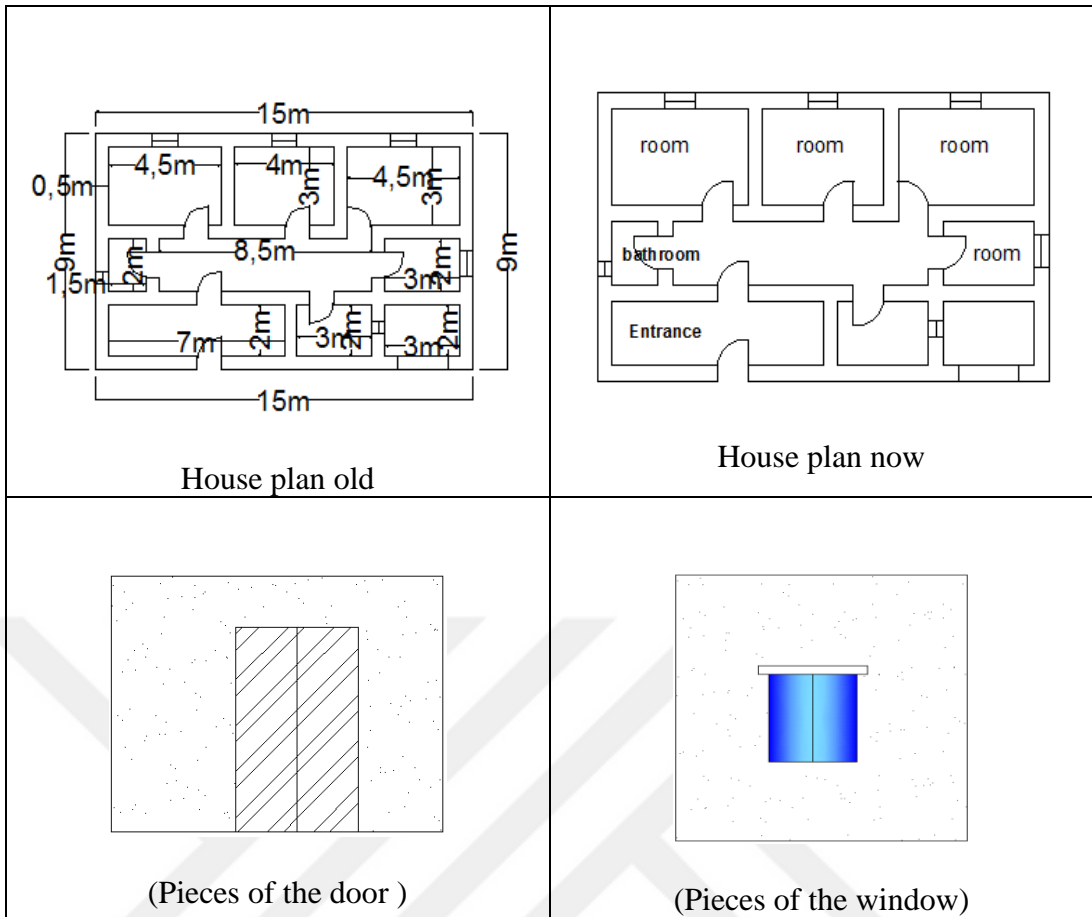 15m
4,5m
4m
3m
4,5m
3m
0,5m
9m
9m
8,5m
2m
3m
2m
1,5m
7m
2m
3m
2m
3m
2m
15m
House plan old
room
room
room
bathroom
room
Entrance
House plan now
(Pieces of the door )
(Pieces of the window)